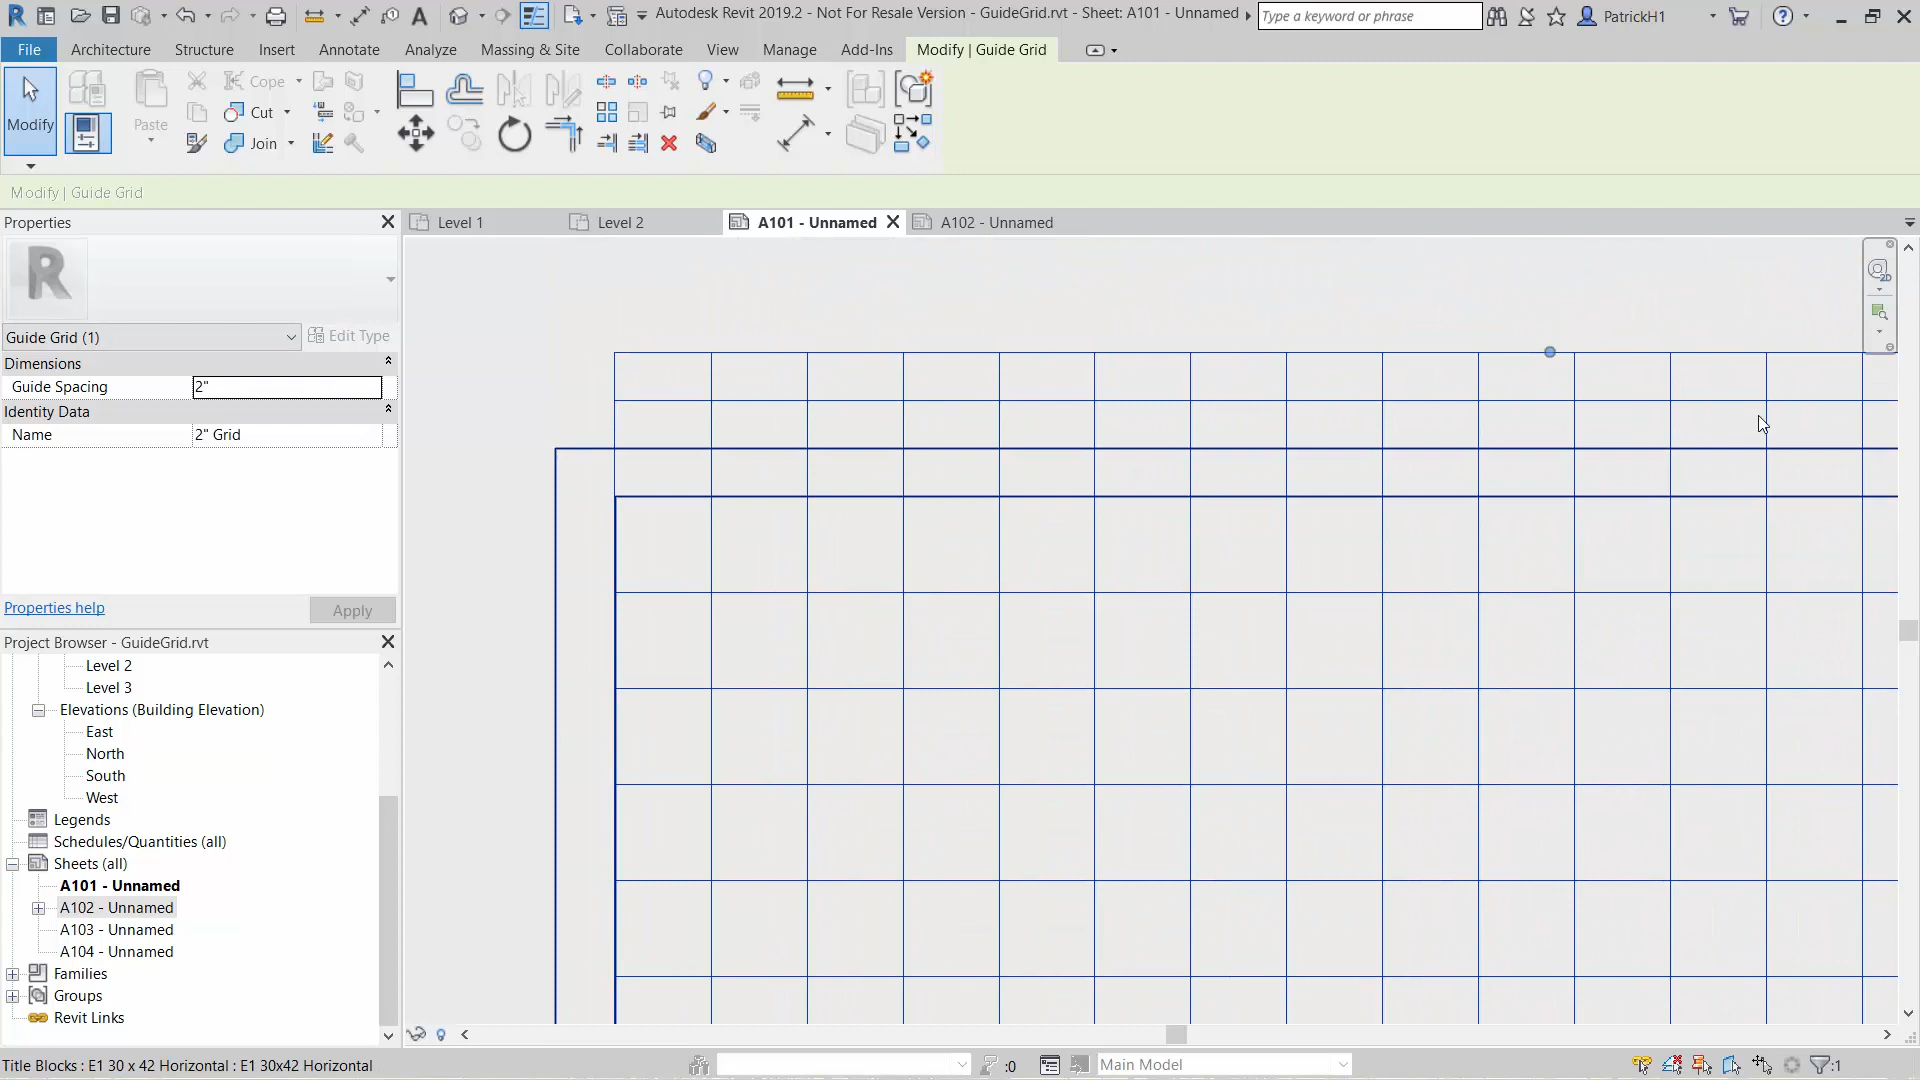 Autodesk Revit 2019.2 - Not For Resale Version - GuideGrid.rvt - Sheet: A101 - Unnamed
Type a keyword or phrase
PatrickH1
File
Architecture
Structure
Insert
Annotate
Analyze
Massing & Site
Collaborate
View
Manage
Add-Ins
Modify | Guide Grid
Modify
Paste
Cope
Cut
Join
Modify | Guide Grid
Properties
Level 1
Level 2
A101 - Unnamed
A102 - Unnamed
R
2D
Guide Grid (1)
Edit Type
Dimensions
Guide Spacing 2"
Identity Data
Name 2" Grid
Properties help
Apply
Project Browser - GuideGrid.rvt
Level 2
Level 3
Elevations (Building Elevation)
East
North
South
West
Legends
Schedules/Quantities (all)
Sheets (all)
A101 - Unnamed
A102 - Unnamed
A103 - Unnamed
A104 - Unnamed
Families
Groups
Revit Links
Title Blocks : E1 30 x 42 Horizontal : E1 30x42 Horizontal
:0
Main Model
:1